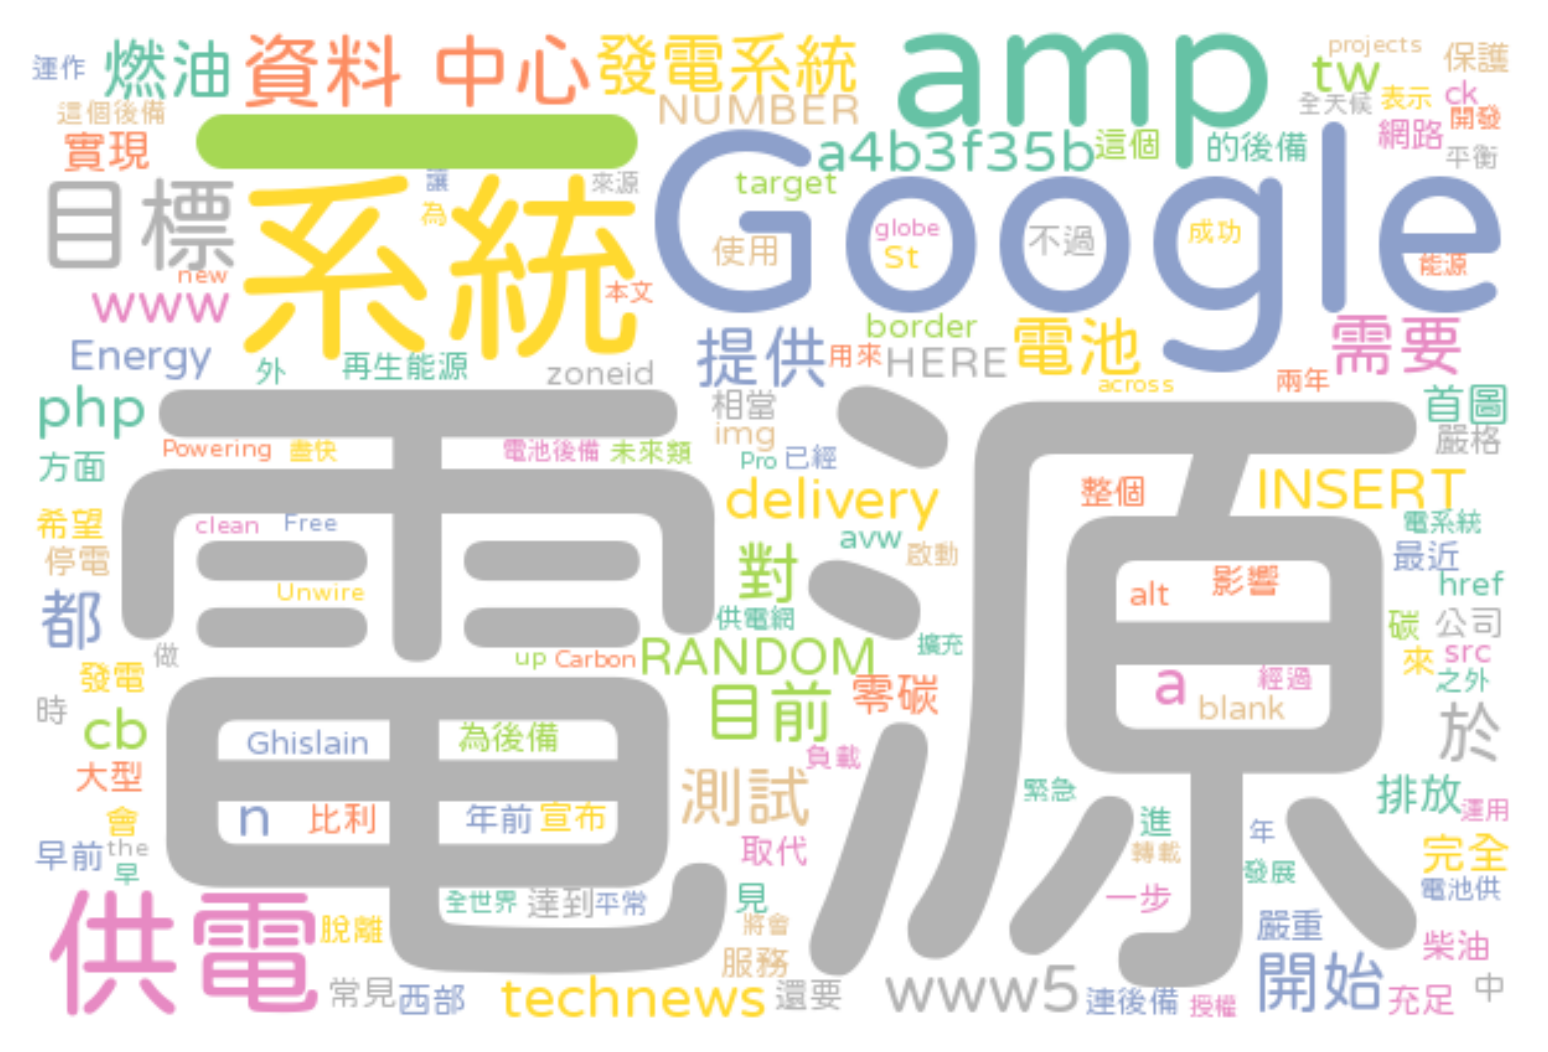 運作 燃油 資料 中心 發電系統 amp projects 保護
這個後備 NUMBER tw 全天候 表示 ck
實現 一 a4b3f35b 這個 的後備 網路 開發
目標 系統 讓 來源 Google target 平衡
為 使用 globe St 不過 成功 能源
new www 本文
Energy 外 再生能源 zoneid 提供 用來 border HERE 電池 需要
php 電源 相當 across 兩年 首圖
Powering 盡快 電池後備 未來類 img 嚴格
方面 Pro 已經
希望 clean Free delivery 整個 INSERT 電系統
停電 對 avw 啟動 最近
都 Unwire 供電網 alt 影響 href
做 up Carbon RANDOM 擴充 碳 公司
發電 目前 零碳 a 經過 來 src
時 cb blank 之外
Ghislain 為後備 負載 於
大型 測試 緊急 排放
會 n 比利 年前 宣布 進 年 運用
早前 the 取代 轉載 完全
早 發展 電池供
供電 全世界 達到 平常 見 一步
脫離 將會 嚴重 柴油
常見 西部 technews 服務 還要 www5 連後備 授權 開始 充足 中